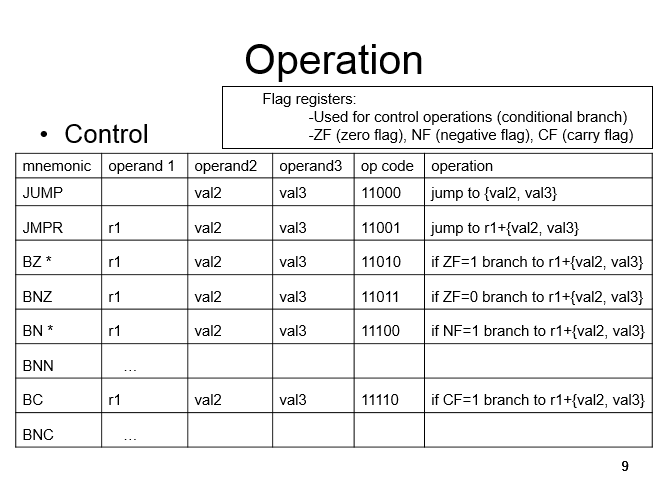 Operation
Flag registers:
-Used for control operations (conditional branch)
-ZF (zero flag), NF (negative flag), CF (carry flag)
• Control
mnemonic operand 1 operand2 operand3 op code operation
JUMP val2 val3 11000 jump to {val2, val3}
JMPR r1 val2 val3 11001 jump to r1+{val2, val3}
BZ * r1 val2 val3 11010 if ZF=1 branch to r1+{val2, val3}
BNZ r1 val2 val3 11011 if ZF=0 branch to r1+{val2, val3}
BN * r1 val2 val3 11100 if NF=1 branch to r1+{val2, val3}
BNN ...
BC r1 val2 val3 11110 if CF=1 branch to r1+{val2, val3}
BNC ...
9